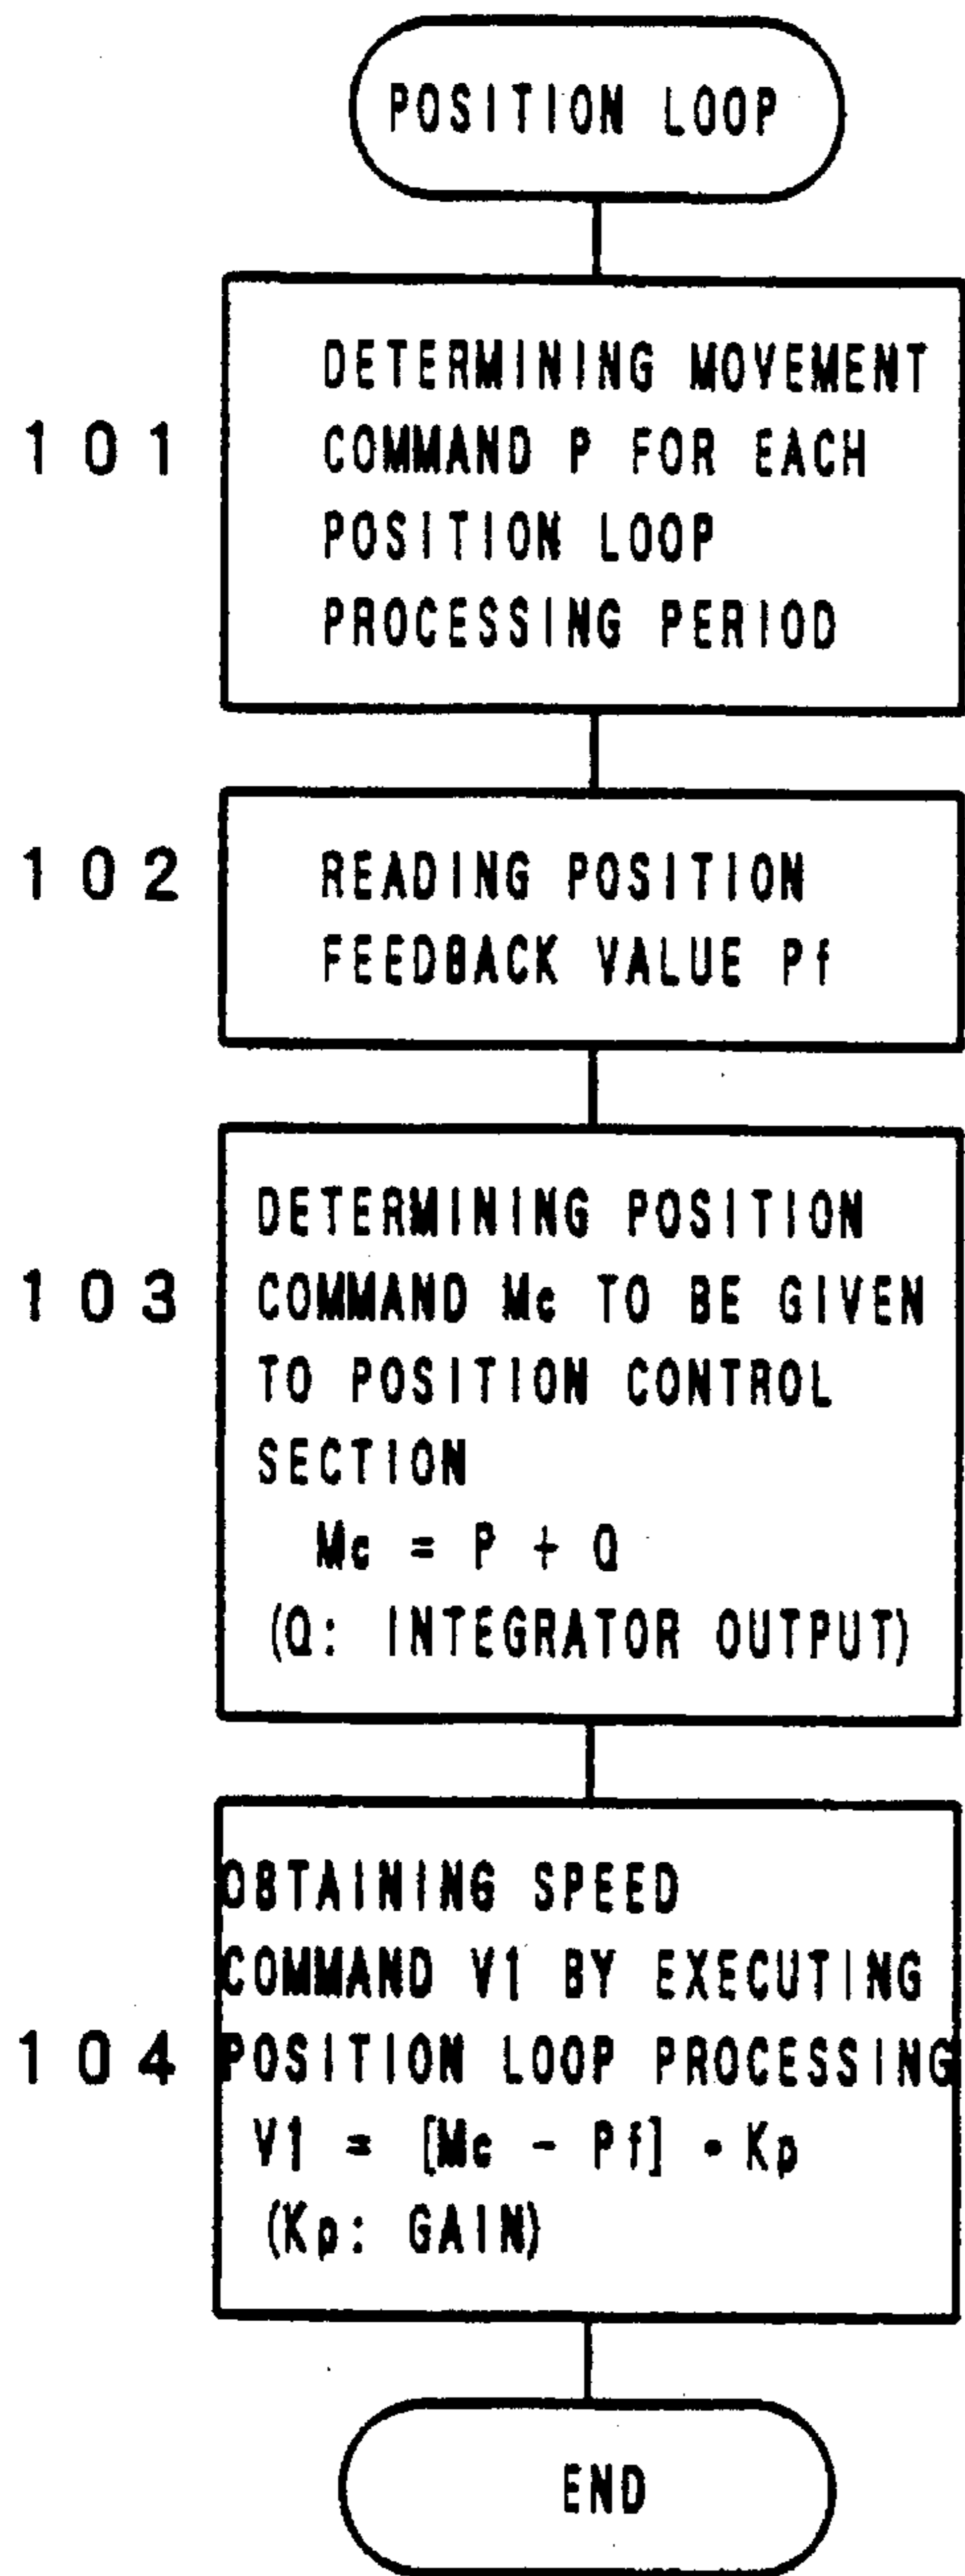 POSITION LOOP
DETERMINING MOVEMENT
101
COMMAND P FOR EACH
POSITION LOOP
PROCESSING PERIOD
102
READING POSITION
FEEDBACK VALUE Pf
DETERMINING POSITION
103
COMMAND Mc TO BE GIVEN
TO POSITION CONTROL
SECTION
Mc = P + Q
(Q: INTEGRATOR OUTPUT)
OBTAINING SPEED
COMMAND V1 BY EXECUTING
104
POSITION LOOP PROCESSING
V1 = [Mc - Pf] • Kp
(Kp: GAIN)
END